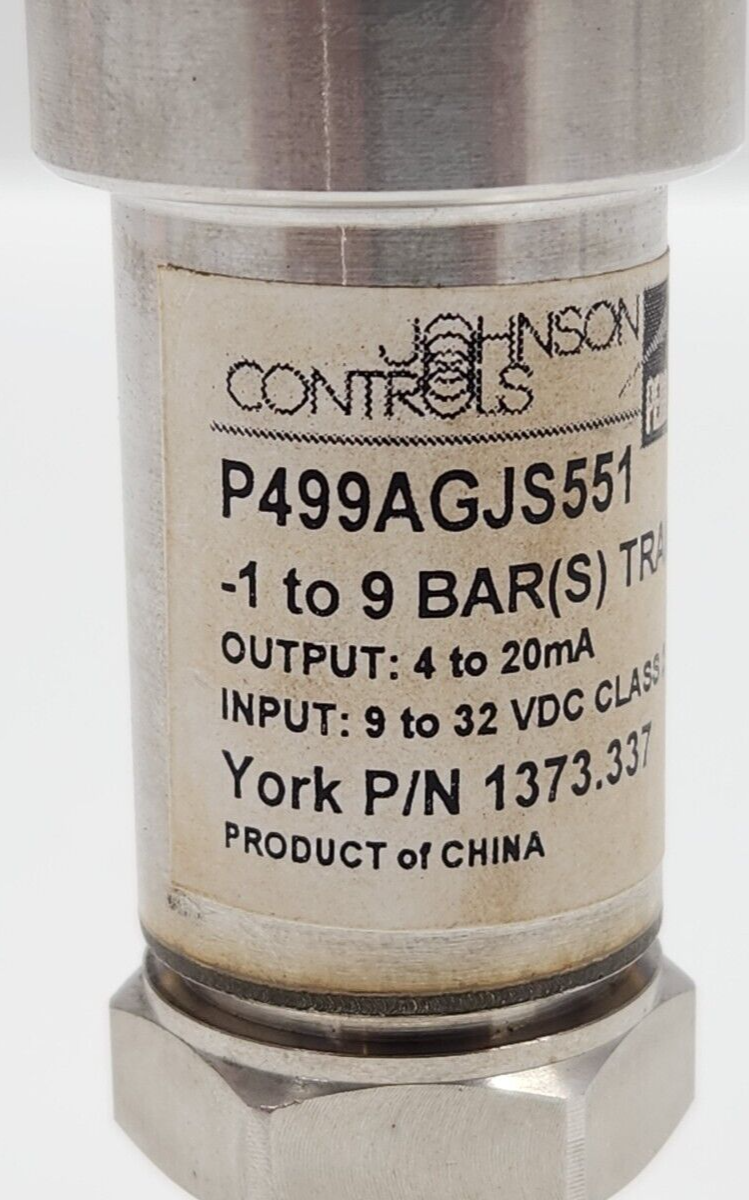 JOHNSON
CONTROLS
P499AGJS551
-1 to 9 BAR(S)
OUTPUT: 4 to 20mA
INPUT: 9 to 32 VDC CLASS
York P/N 1373.337
PRODUCT of CHINA